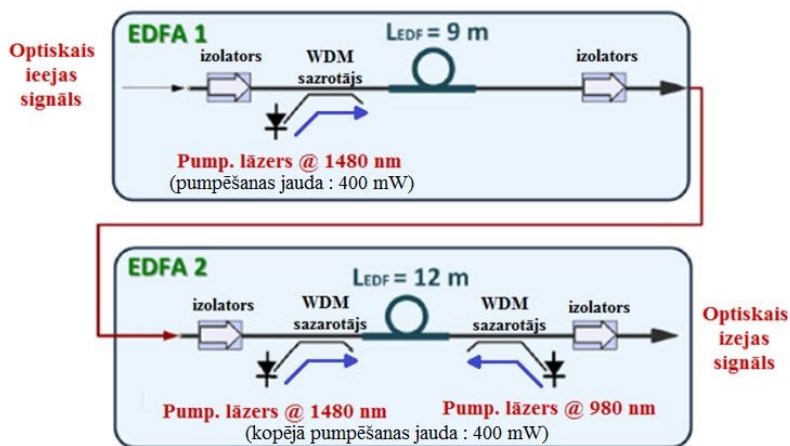 EDFA 1
LEDF = 9 m
Optiskais
ieejas
signāls
izolators
WDM
sazrotājs
izolators
Pump. lāzers @ 1480 nm
(pumpēšanas jauda : 400 mW)
EDFA 2
LEDF = 12 m
izolators
WDM
sazarotājs
WDM
sazarotājs
izolators
Optiskais
izejas
signāls
Pump. lāzers @ 1480 nm
Pump. lāzers @ 980 nm
(kopējā pumpēšanas jauda : 400 mW)